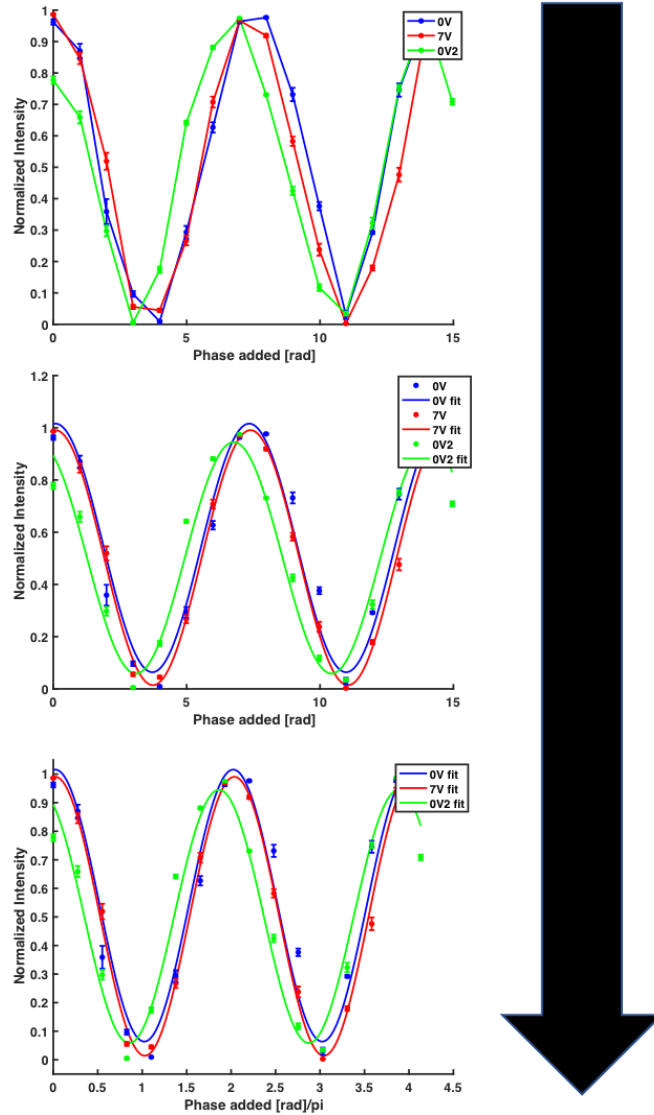 1
0.9
0.8
0.7
0.6
0.5
0.4
0.3
0.2
0.1
0
Normalized Intensity
0V
7V
0V2
0 5 10 15
Phase added [rad]
1.2
1
0.8
0.6
0.4
0.2
0
Normalized Intensity
0V
0V fit
7V
7V fit
0V2
0V2 fit
0 5 10 15
Phase added [rad]
1
0.9
0.8
0.7
0.6
0.5
0.4
0.3
0.2
0.1
0
Normalized Intensity
0V fit
7V fit
0V2 fit
0 0.5 1 1.5 2 2.5 3 3.5 4 4.5
Phase added [rad]/pi